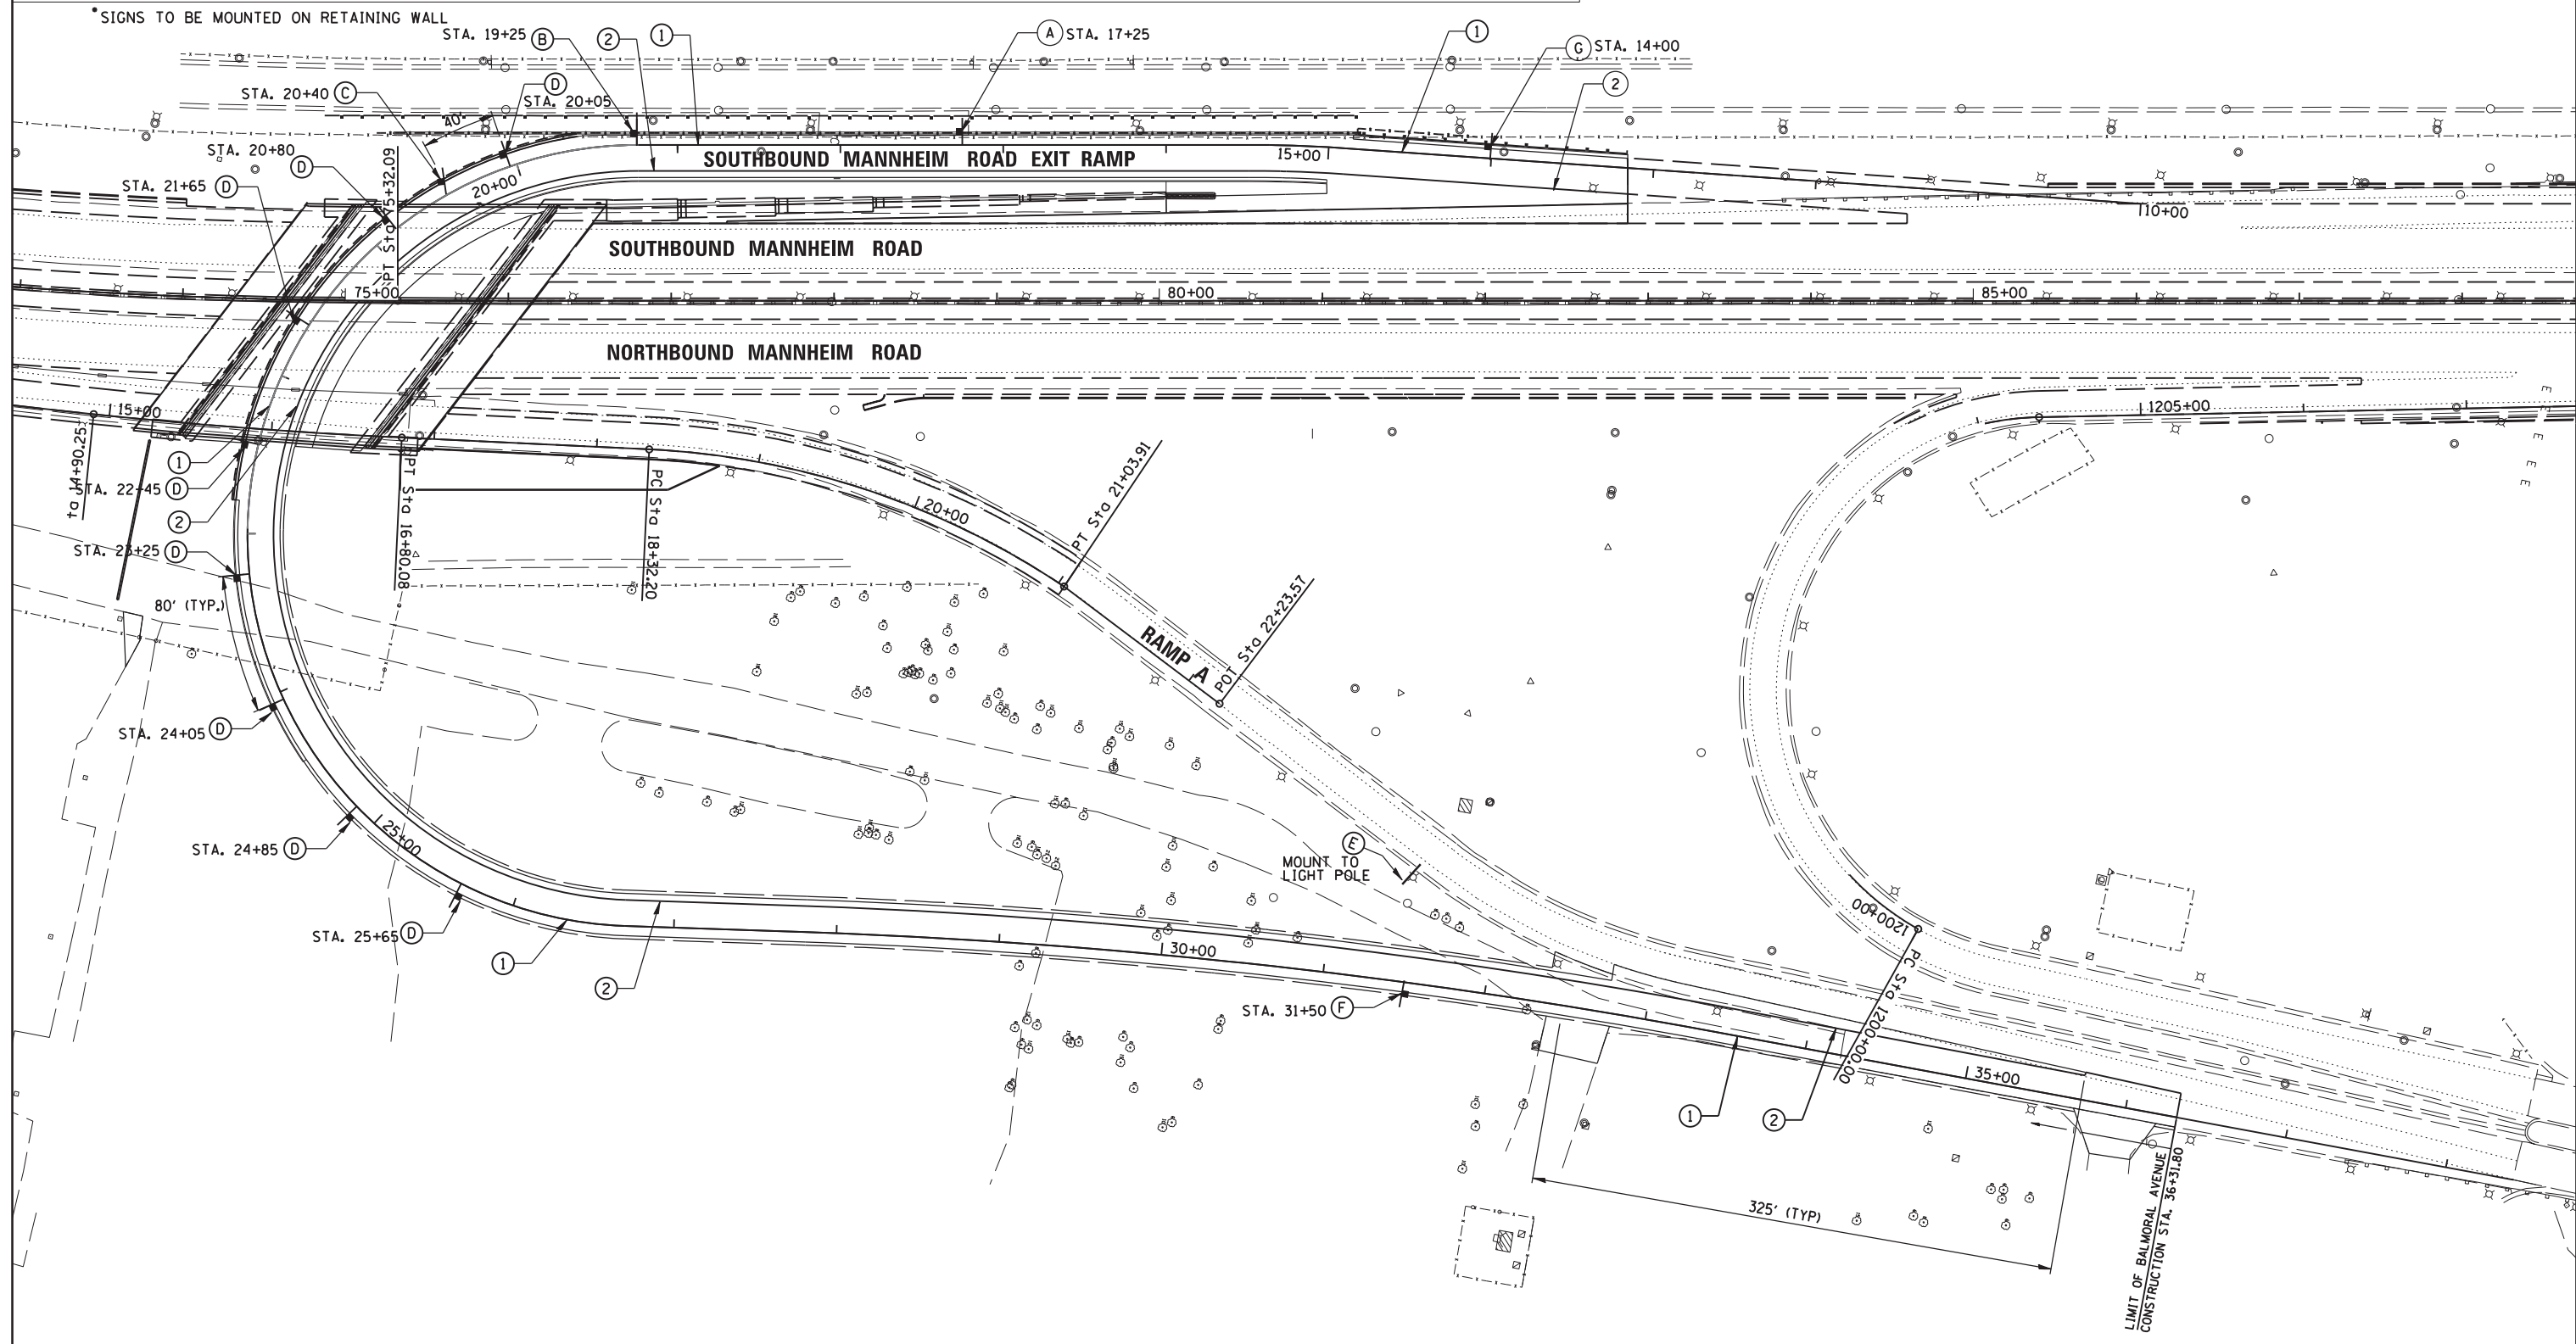 *SIGNS TO BE MOUNTED ON RETAINING WALL
STA. 19+25 B
2
1
A STA. 17+25
1
G STA. 14+00
2
STA. 20+40 C
D
STA. 20+05
40'
STA. 20+80
D
STA. 21+65 D
PT Sta 75+32.09
20+00
SOUTHBOUND MANNHEIM ROAD EXIT RAMP
15+00
10+00
SOUTHBOUND MANNHEIM ROAD
75+00
80+00
85+00
NORTHBOUND MANNHEIM ROAD
15+00
1205+00
ta 14+90.25
1
STA. 22+45 D
2
PT Sta 16+80.08
PC Sta 18+32.20
20+00
PT Sta 21+03.91
E
E
E
E
STA. 23+25 D
80' (TYP.)
RAMP A
POT Sta 22+23.57
STA. 24+05 D
25+00
STA. 24+85 D
E
MOUNT TO
LIGHT POLE
STA. 25+65 D
1
2
30+00
STA. 31+50 F
1200+00
PC Sta 1200+00.00
35+00
1
2
325' (TYP)
LIMIT OF BALMORAL AVENUE
CONSTRUCTION STA. 36+31.80